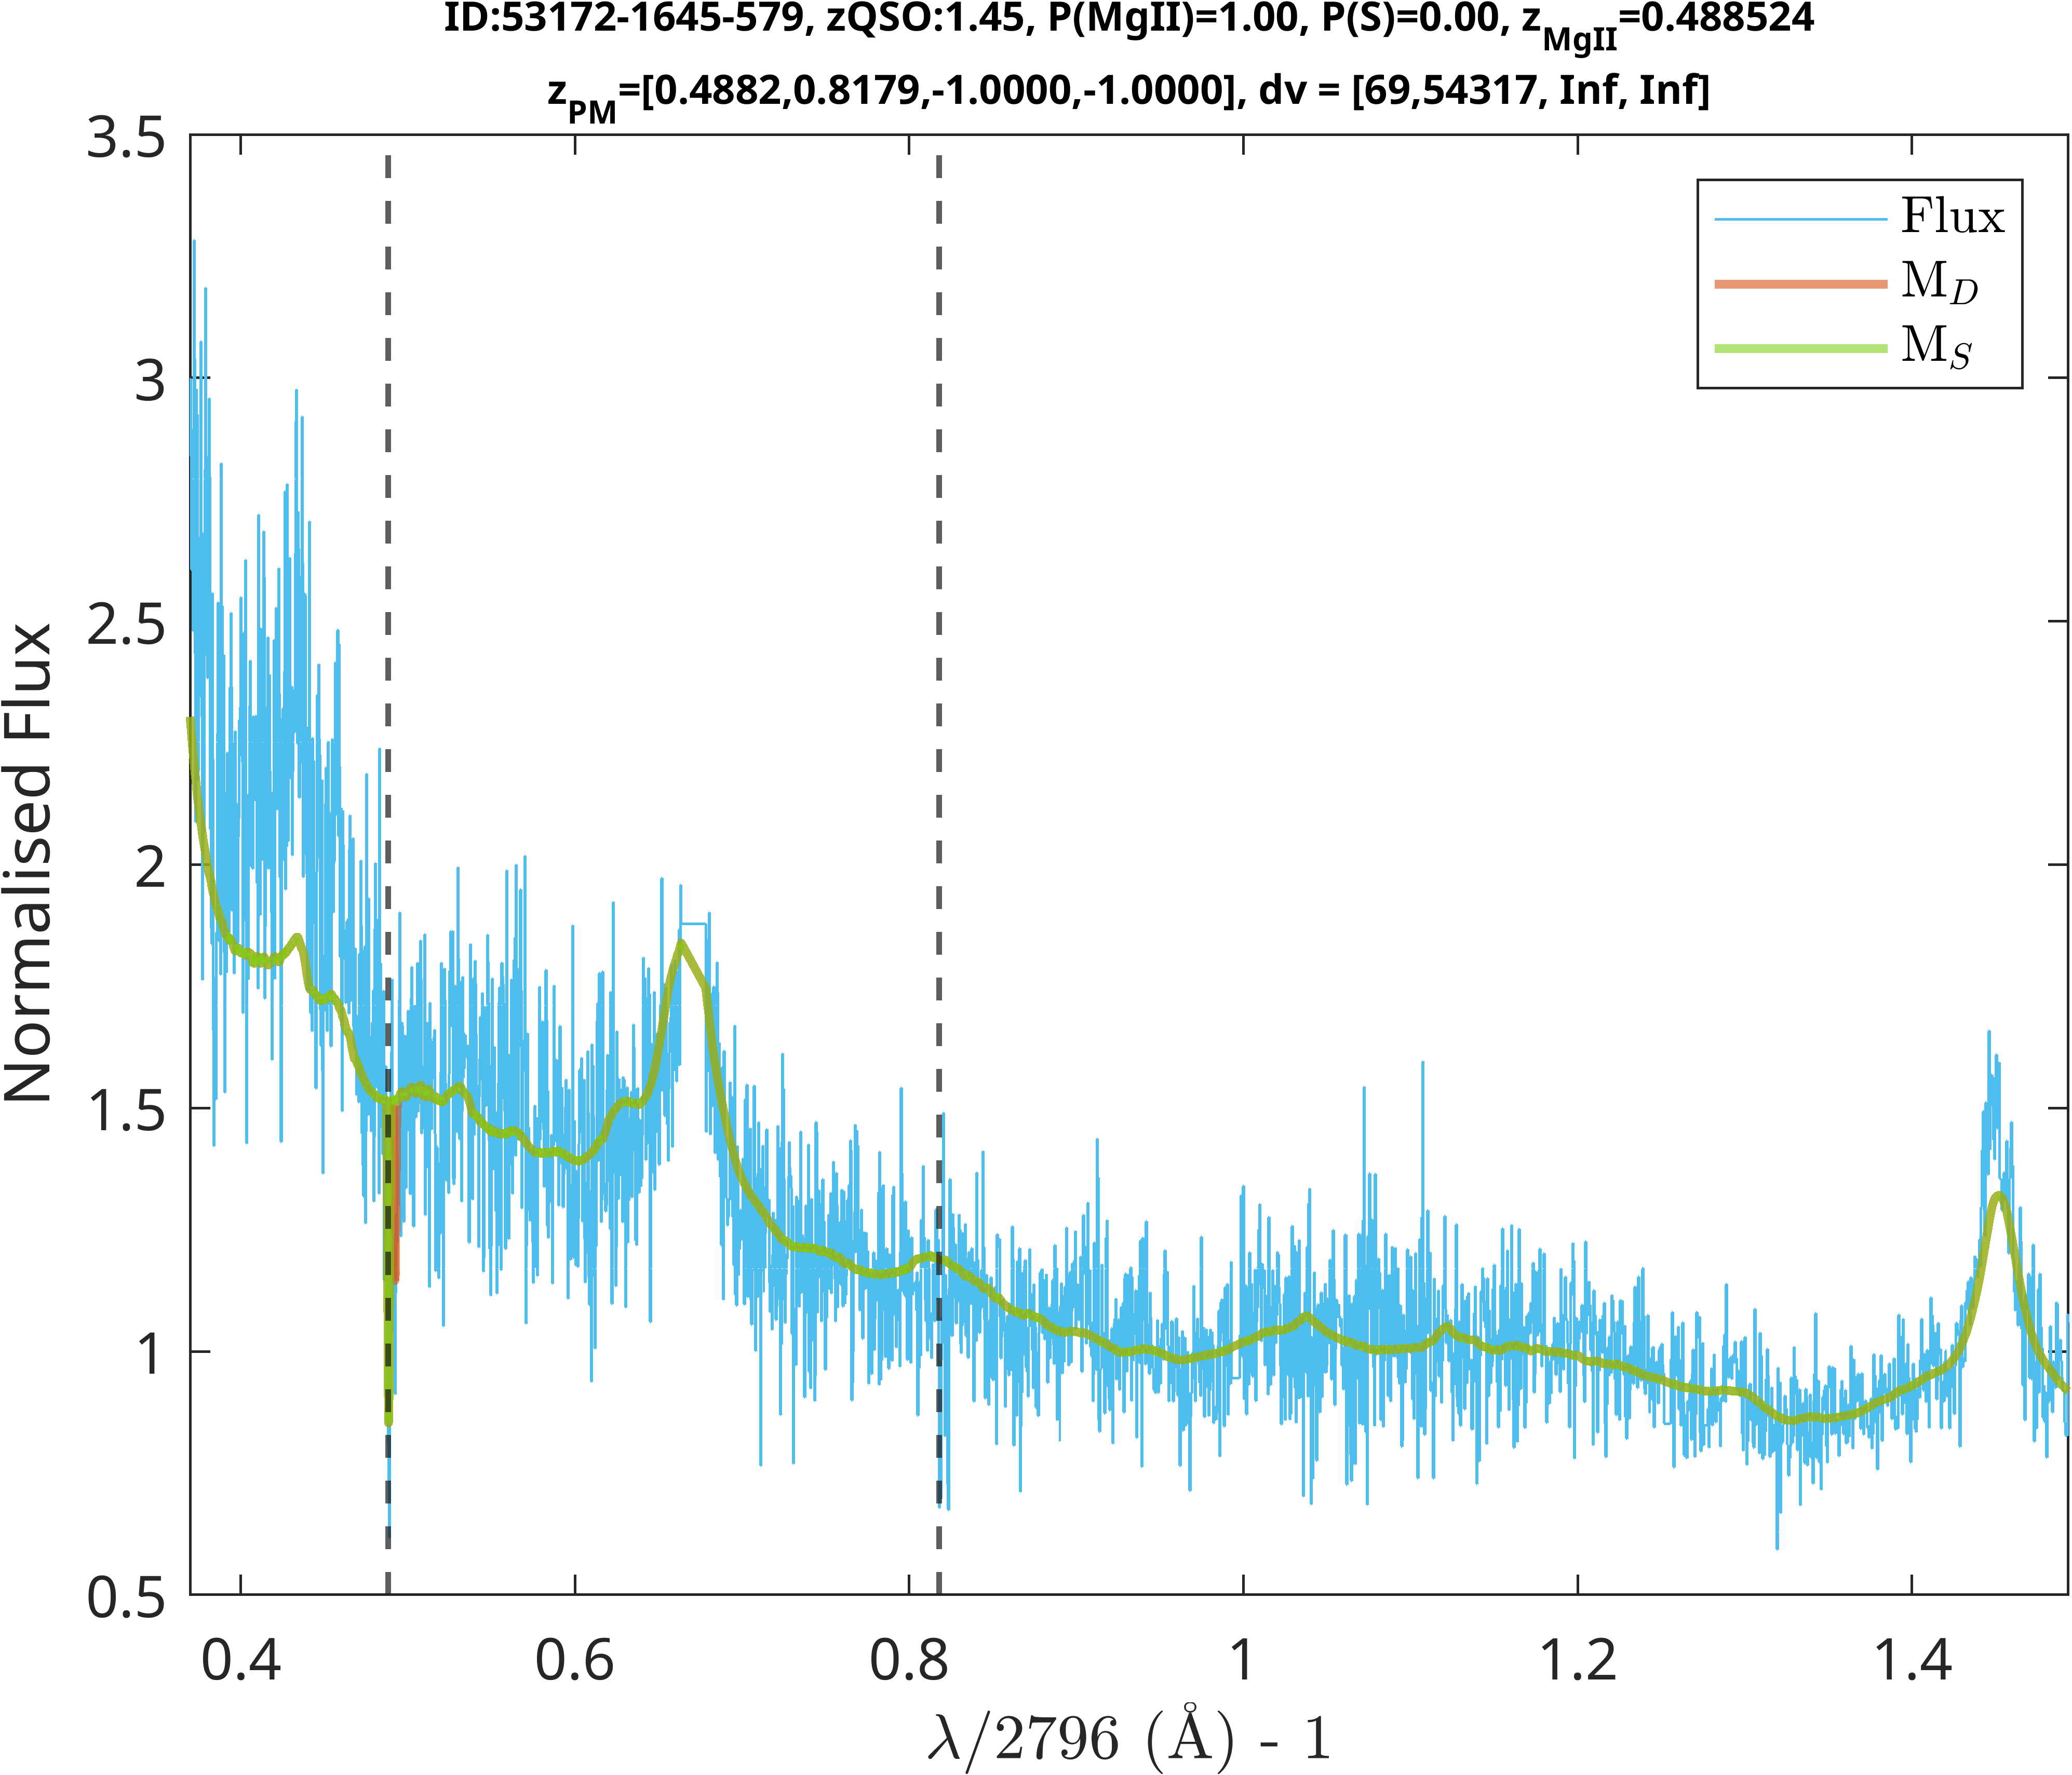 ID:53172-1645-579, zQSO:1.45, P(MgII)=1.00, P(S)=0.00, zMgII=0.488524
zPM=[0.4882,0.8179,-1.0000,-1.0000], dv = [69,54317, Inf, Inf]
3.5
3
2.5
2
1.5
1
0.5
Normalised Flux
Flux
MD
MS
0.4
0.6
0.8
1
1.2
1.4
λ/2796 (Å) - 1